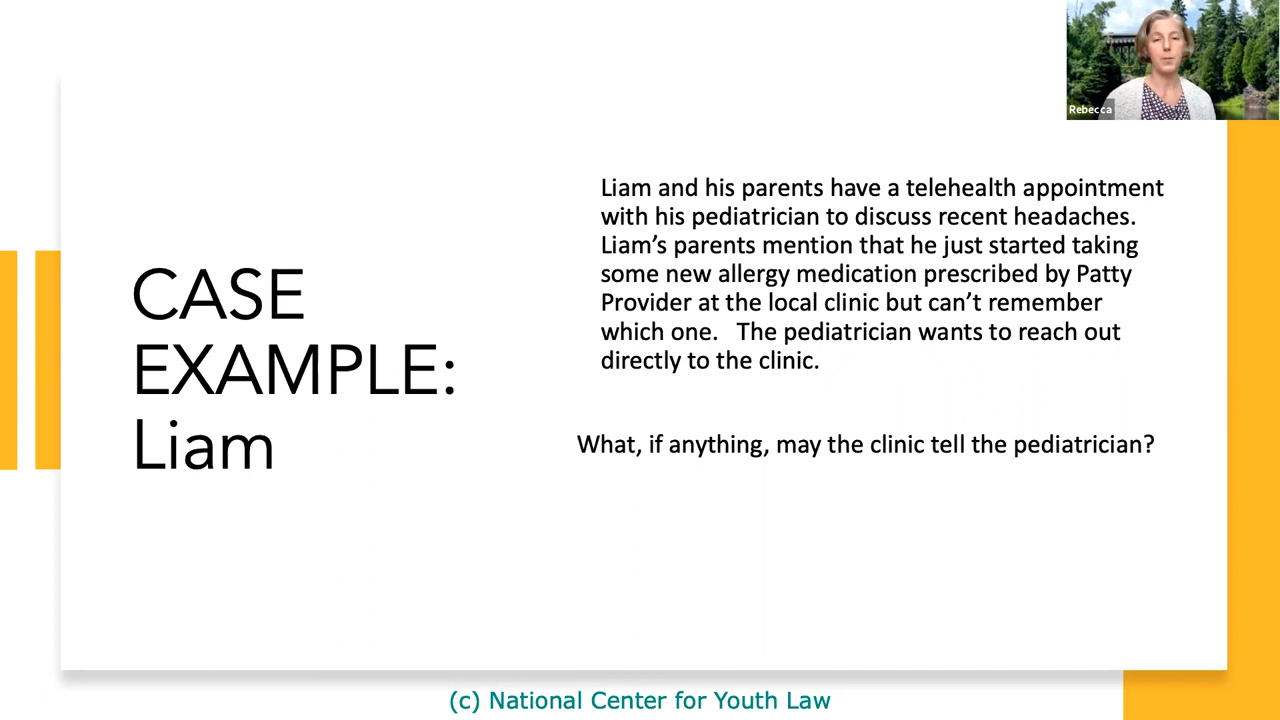 Rebecca
CASE
EXAMPLE:
Liam
Liam and his parents have a telehealth appointment
with his pediatrician to discuss recent headaches.
Liam’s parents mention that he just started taking
some new allergy medication prescribed by Patty
Provider at the local clinic but can’t remember
which one.   The pediatrician wants to reach out
directly to the clinic.
What, if anything, may the clinic tell the pediatrician?
(c) National Center for Youth Law